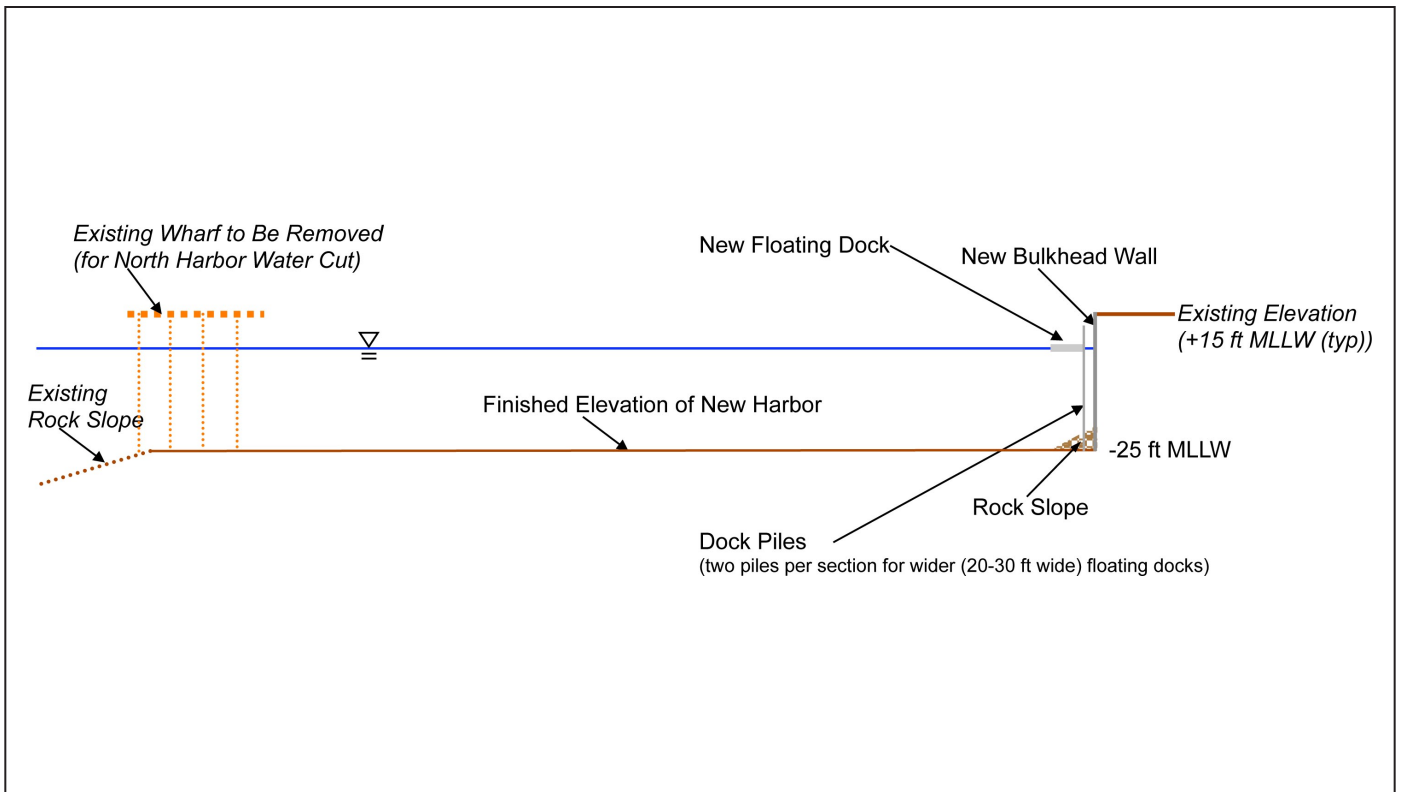 Existing Wharf to Be Removed
(for North Harbor Water Cut)
New Floating Dock
New Bulkhead Wall
Existing Elevation
(+15 ft MLLW (typ))
Existing
Rock Slope
Finished Elevation of New Harbor
-25 ft MLLW
Rock Slope
Dock Piles
(two piles per section for wider (20-30 ft wide) floating docks)